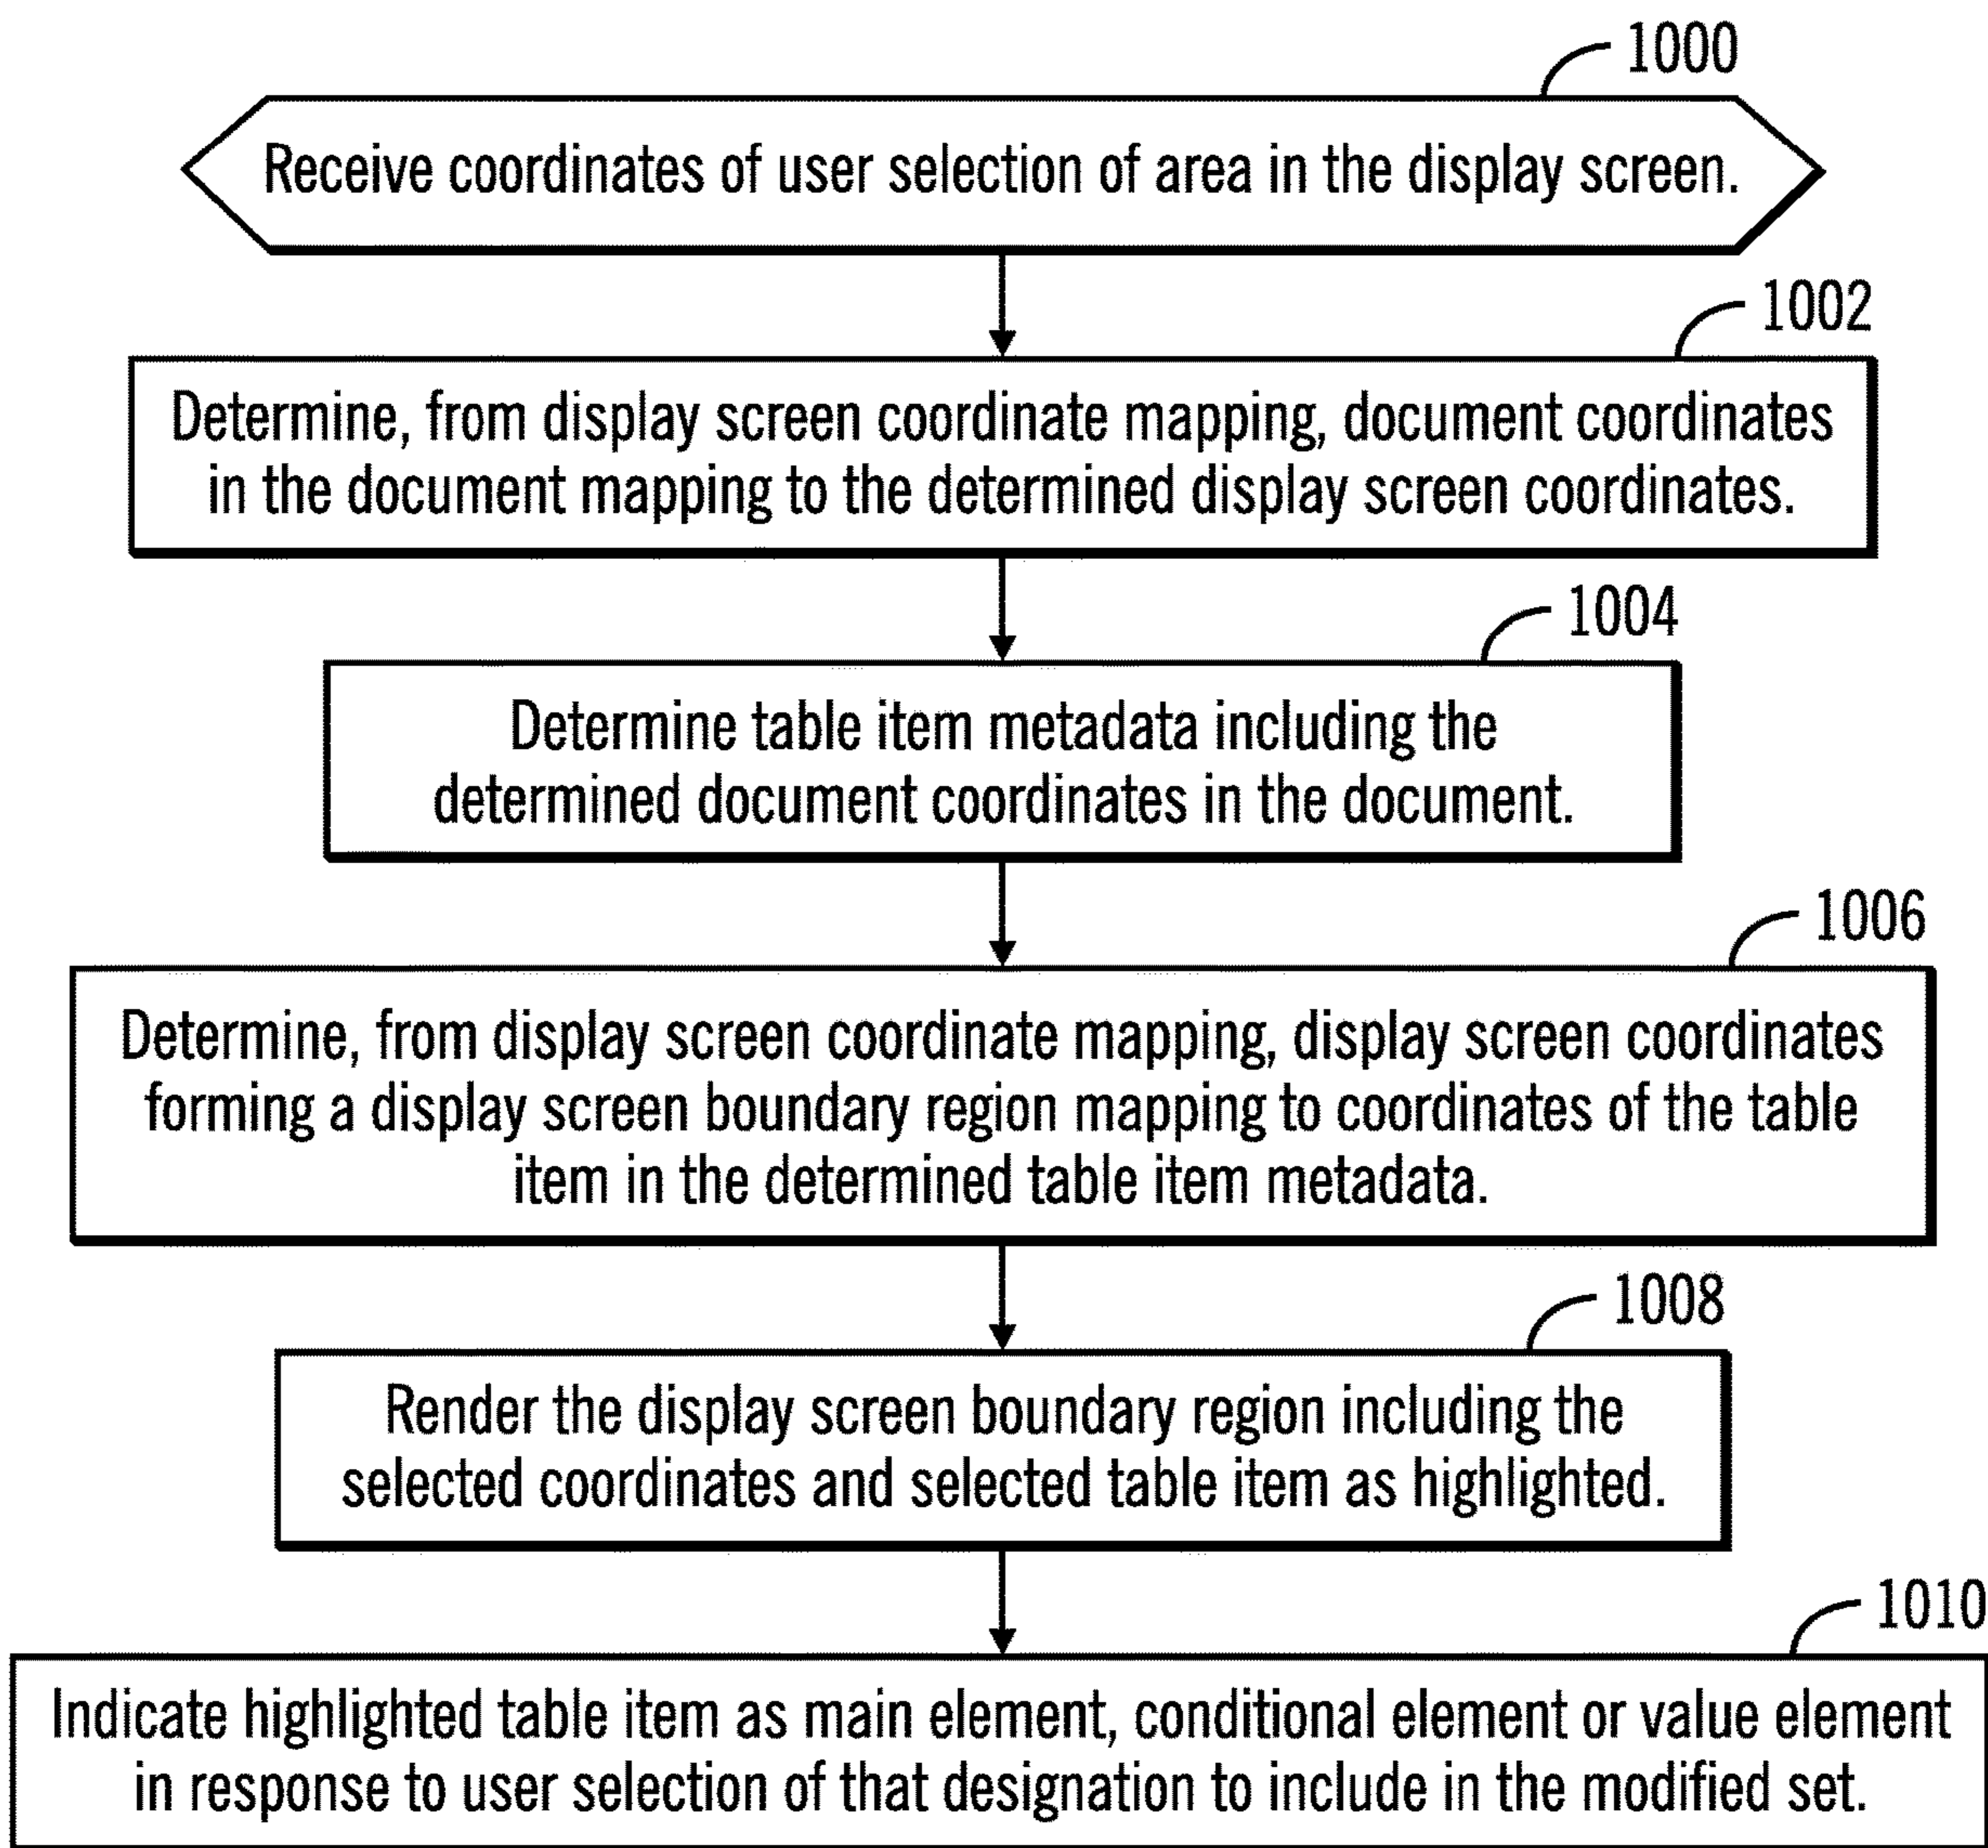 1000
Receive coordinates of user selection of area in the display screen.
1002
Determine, from display screen coordinate mapping, document coordinates
in the document mapping to the determined display screen coordinates.
1004
Determine table item metadata including the
determined document coordinates in the document.
1006
Determine, from display screen coordinate mapping, display screen coordinates
forming a display screen boundary region mapping to coordinates of the table
item in the determined table item metadata.
1008
Render the display screen boundary region including the
selected coordinates and selected table item as highlighted.
1010
Indicate highlighted table item as main element, conditional element or value element
in response to user selection of that designation to include in the modified set.